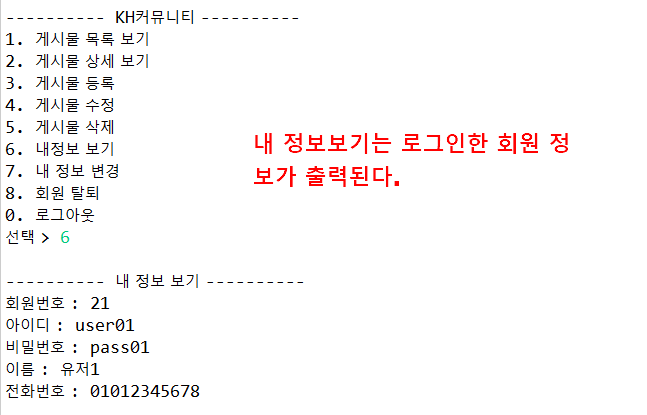 ---------- KH커뮤니티 ----------
1. 게시물 목록 보기
2. 게시물 상세 보기
3. 게시물 등록
4. 게시물 수정
5. 게시물 삭제
6. 내정보 보기
7. 내 정보 변경
8. 회원 탈퇴
0. 로그아웃
선택 > 6
내 정보보기는 로그인한 회원 정
보가 출력된다.
---------- 내 정보 보기 ----------
회원번호 : 21
아이디 : user01
비밀번호 : pass01
이름 : 유저1
전화번호 : 01012345678